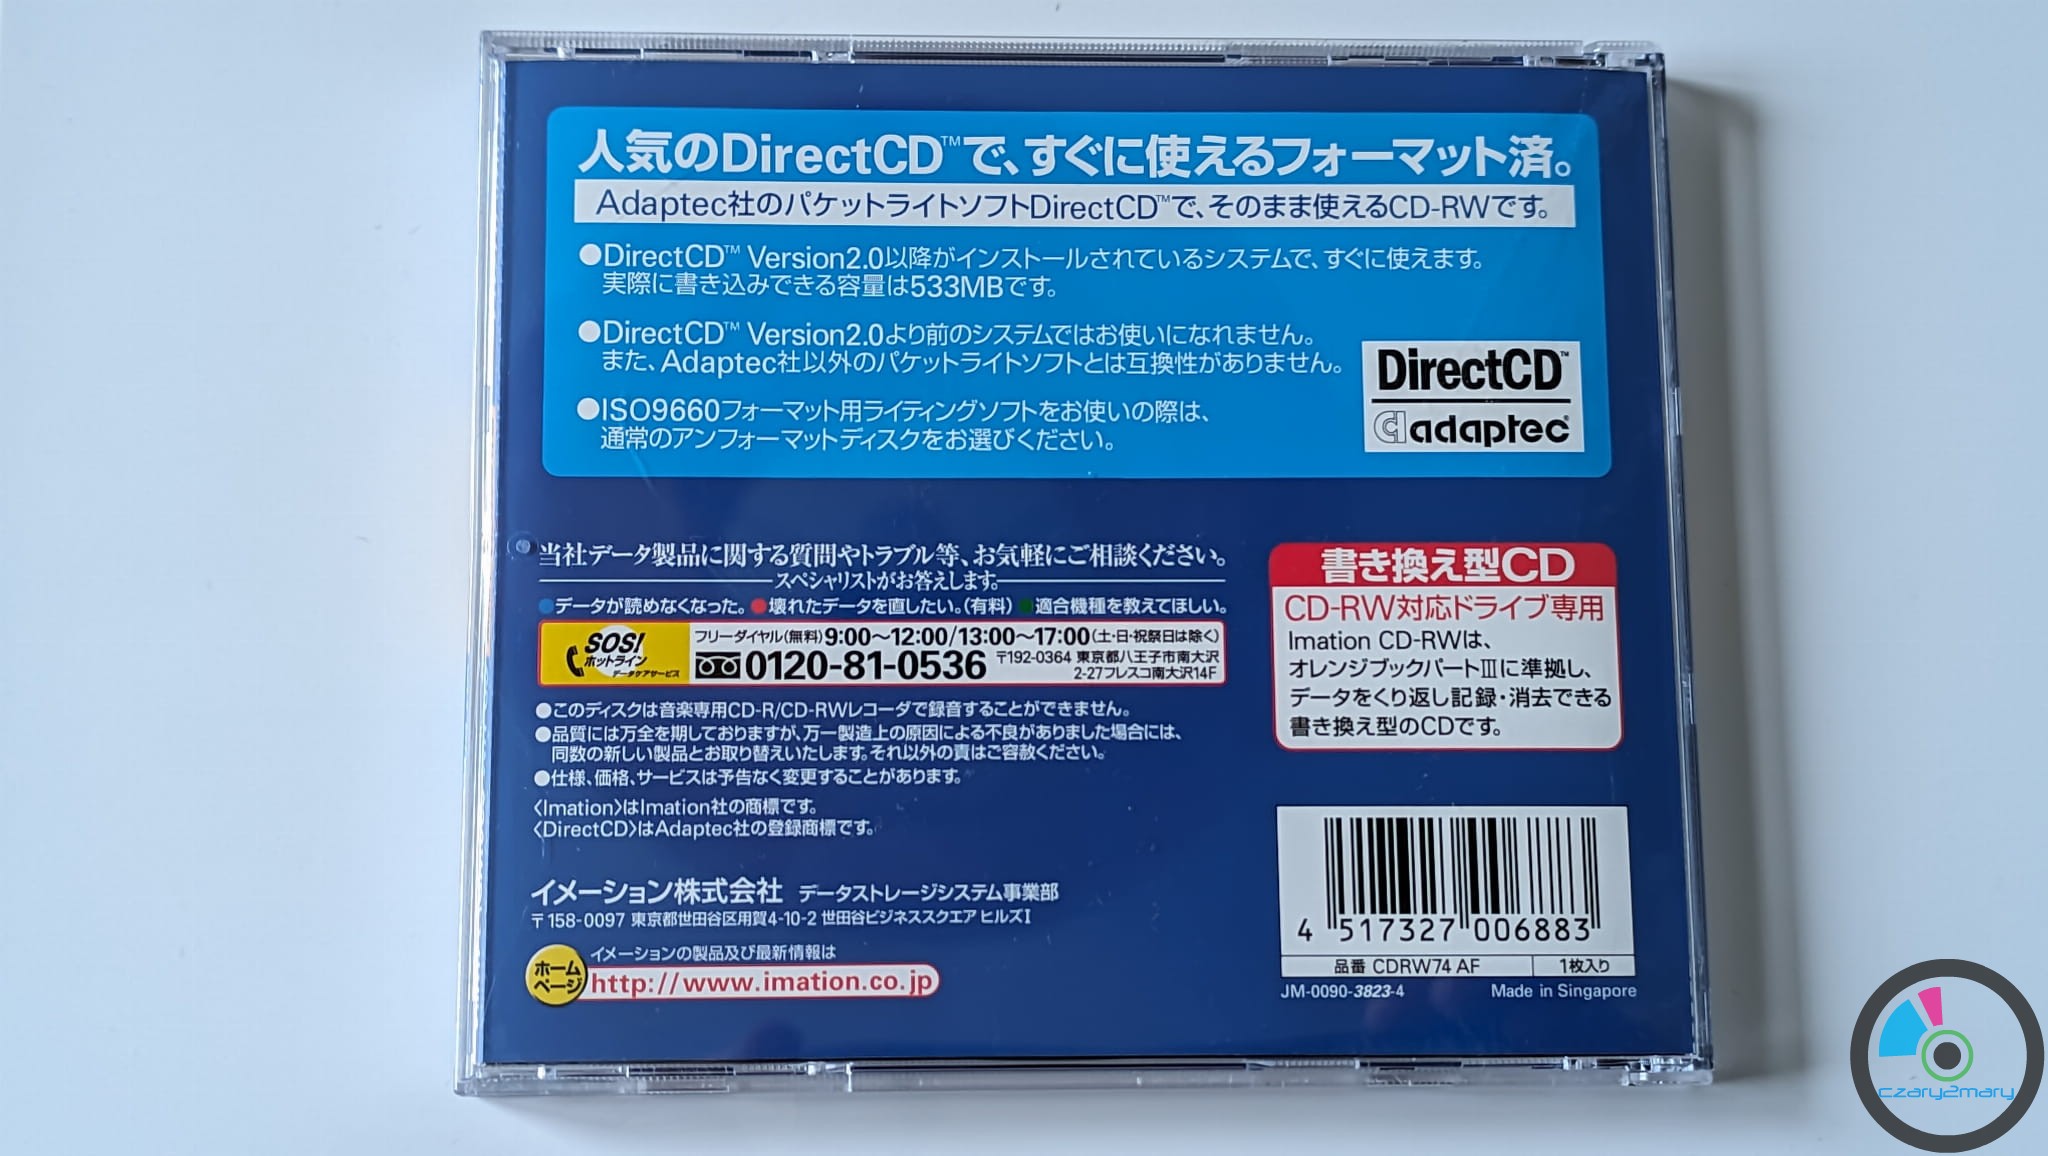 人気のDirectCD™で、すぐに使えるフォーマット済。
Adaptec社のパケットライトソフトDirectCD™で、そのまま使えるCD-RWです。
●DirectCD™ Version2.0以降がインストールされているシステムで、すぐに使えます。
実際に書き込みできる容量は533MBです。
●DirectCD™ Version2.0より前のシステムではお使いになれません。
また、Adaptec社以外のパケットライトソフトとは互換性がありません。
●ISO9660フォーマット用ライティングソフトをお使いの際は、
通常のアンフォーマットディスクをお選びください。
DirectCD™
adaptec®
当社データ製品に関する質問やトラブル等、お気軽にご相談ください。
スペシャリストがお答えします。
●データが読めなくなった。●壊れたデータを直したい。(有料) ●適合機種を教えてほしい。
SOS!
ホットライン
データケアサービス
フリーダイヤル(無料)9:00〜12:00/13:00〜17:00(土・日・祝祭日は除く)
0120-81-0536
〒192-0364 東京都八王子市南大沢
2-27フレスコ南大沢14F
●このディスクは音楽専用CD-R/CD-RWレコーダで録音することができません。
●品質には万全を期しておりますが、万一製造上の原因による不良がありました場合には、
同数の新しい製品とお取り替えいたします。それ以外の責はご容赦ください。
●仕様、価格、サービスは予告なく変更することがあります。
〈Imation〉はImation社の商標です。
〈DirectCD〉はAdaptec社の登録商標です。
イメーション株式会社 データストレージシステム事業部
〒158-0097 東京都世田谷区用賀4-10-2 世田谷ビジネススクエア ヒルズI
ホーム
ページ
イメーションの製品及び最新情報は
http://www.imation.co.jp
書き換え型CD
CD-RW対応ドライブ専用
Imation CD-RWは、
オレンジブックパートⅢに準拠し、
データをくり返し記録・消去できる
書き換え型のCDです。
4 517327 006883
品番 CDRW74 AF 1枚入り
JM-0090-3823-4 Made in Singapore
czary2mary